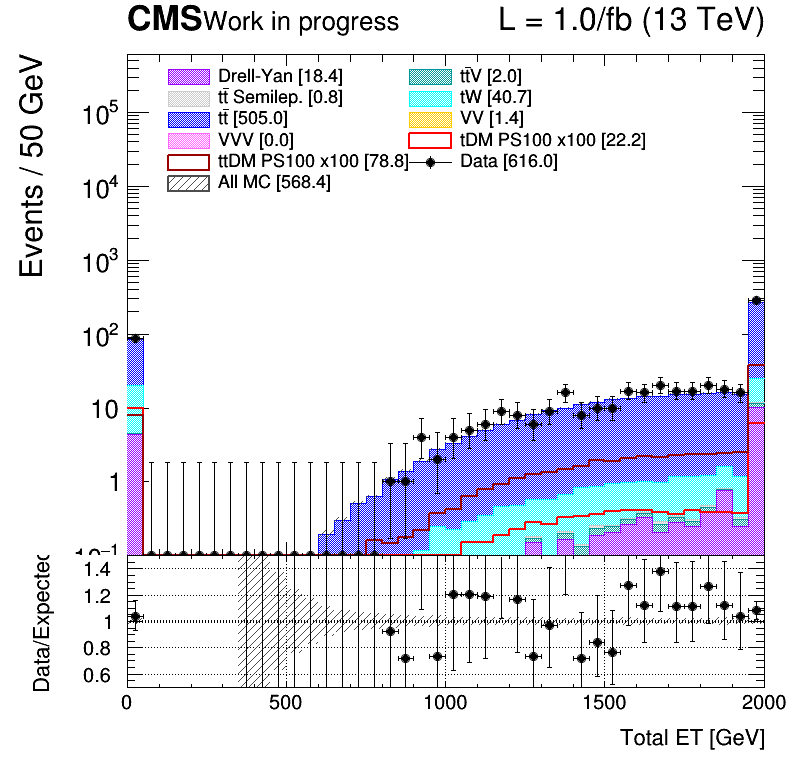 CMS Work in progress L = 1.0/fb (13 TeV)
Events / 50 GeV
Drell-Yan [18.4] tt̄V [2.0]
tt̄ Semilep. [0.8] tW [40.7]
tt̄ [505.0] VV [1.4]
VVV [0.0] tDM PS100 x100 [22.2]
ttDM PS100 x100 [78.8] Data [616.0]
All MC [568.4]
10⁵
10⁴
10³
10²
10
1
10⁻¹
Data/Expected
1.4
1.2
1
0.8
0.6
0 500 1000 1500 2000
Total ET [GeV]